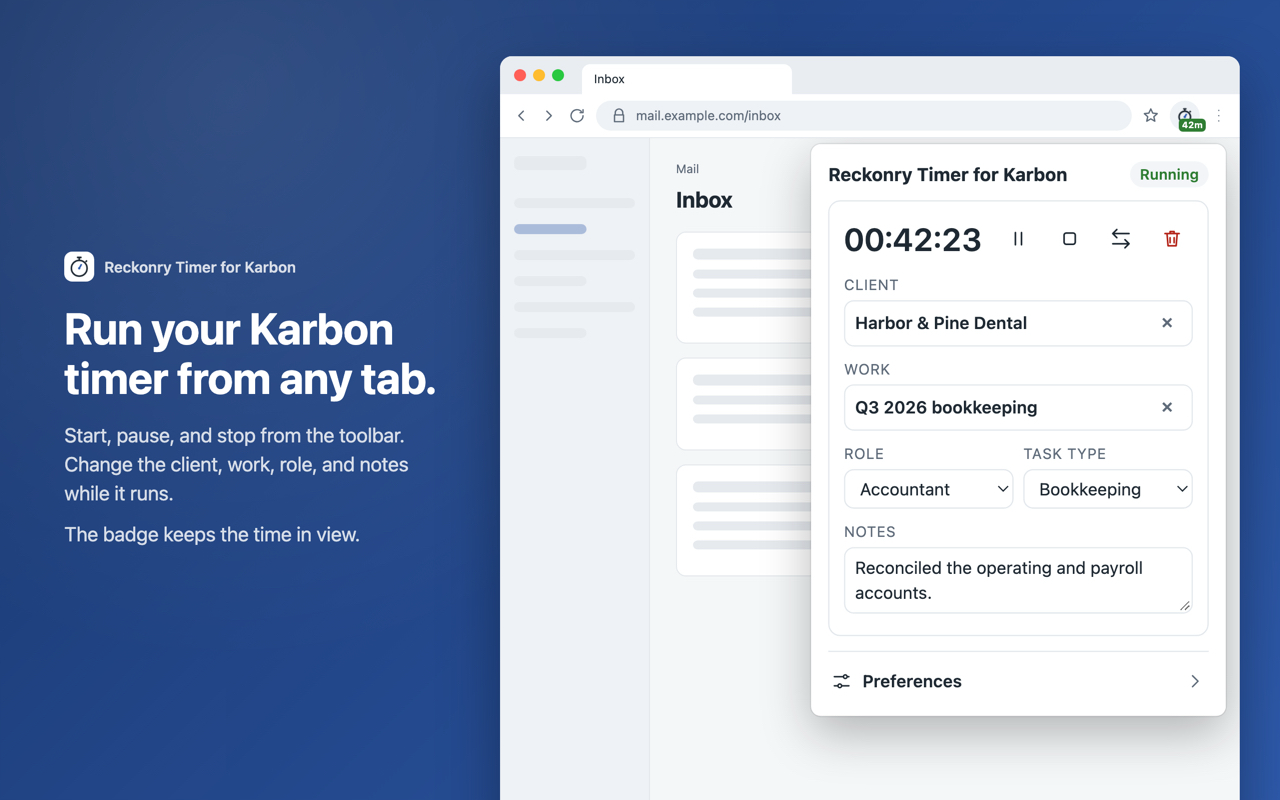 Reckonry Timer for Karbon
Run your Karbon
timer from any tab.
Start, pause, and stop from the toolbar.
Change the client, work, role, and notes
while it runs.
The badge keeps the time in view.
Inbox
mail.example.com/inbox
42m
Mail
Inbox
Reckonry Timer for Karbon
Running
00:42:23
CLIENT
Harbor & Pine Dental
WORK
Q3 2026 bookkeeping
ROLE
TASK TYPE
Accountant
Bookkeeping
NOTES
Reconciled the operating and payroll
accounts.
Preferences